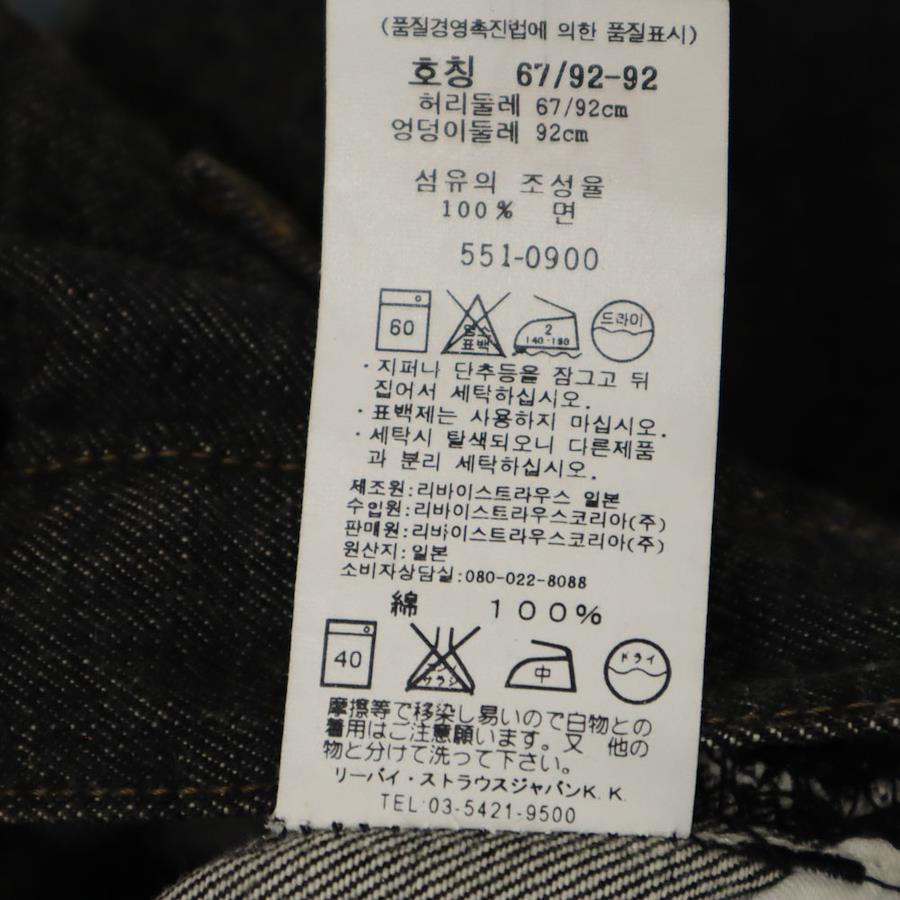 (품질경영촉진법에 의한 품질표시)
호칭 67/92-92
허리둘레 67/92cm
엉덩이둘레 92cm
섬유의 조성율
100% 면
551-0900
60
염소
표백
2
140-180
드라이
·지퍼나 단추등을 잠그고 뒤
집어서 세탁하십시오.
·표백제는 사용하지 마십시오.
·세탁시 탈색되오니 다른제품
과 분리 세탁하십시오.
제조원:리바이스트라우스 일본
수입원:리바이스트라우스코리아(주)
판매원:리바이스트라우스코리아(주)
원산지:일본
소비자상담실:080-022-8088
綿 100%
40
エンソ
サラシ
中
ドライ
摩擦等で移染し易いので白物との
着用はご注意願います。又 他の
物と分けて洗って下さい。
リーバイ・ストラウスジャパンK.K.
TEL:03-5421-9500